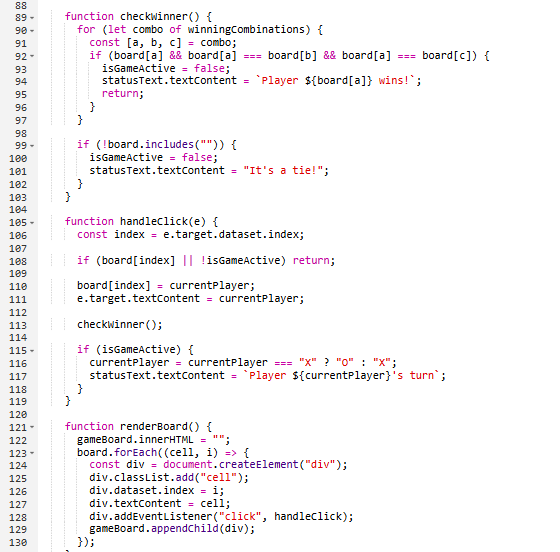 88
89 function checkWinner() {
90 for (let combo of winningCombinations) {
91 const [a, b, c] = combo;
92 if (board[a] && board[a] === board[b] && board[a] === board[c]) {
93 isGameActive = false;
94 statusText.textContent = `Player ${board[a]} wins!`;
95 return;
96 }
97 }
98
99 if (!board.includes("")) {
100 isGameActive = false;
101 statusText.textContent = "It's a tie!";
102 }
103 }
104
105 function handleClick(e) {
106 const index = e.target.dataset.index;
107
108 if (board[index] || !isGameActive) return;
109
110 board[index] = currentPlayer;
111 e.target.textContent = currentPlayer;
112
113 checkWinner();
114
115 if (isGameActive) {
116 currentPlayer = currentPlayer === "X" ? "O" : "X";
117 statusText.textContent = `Player ${currentPlayer}'s turn`;
118 }
119 }
120
121 function renderBoard() {
122 gameBoard.innerHTML = "";
123 board.forEach((cell, i) => {
124 const div = document.createElement("div");
125 div.classList.add("cell");
126 div.dataset.index = i;
127 div.textContent = cell;
128 div.addEventListener("click", handleClick);
129 gameBoard.appendChild(div);
130 });